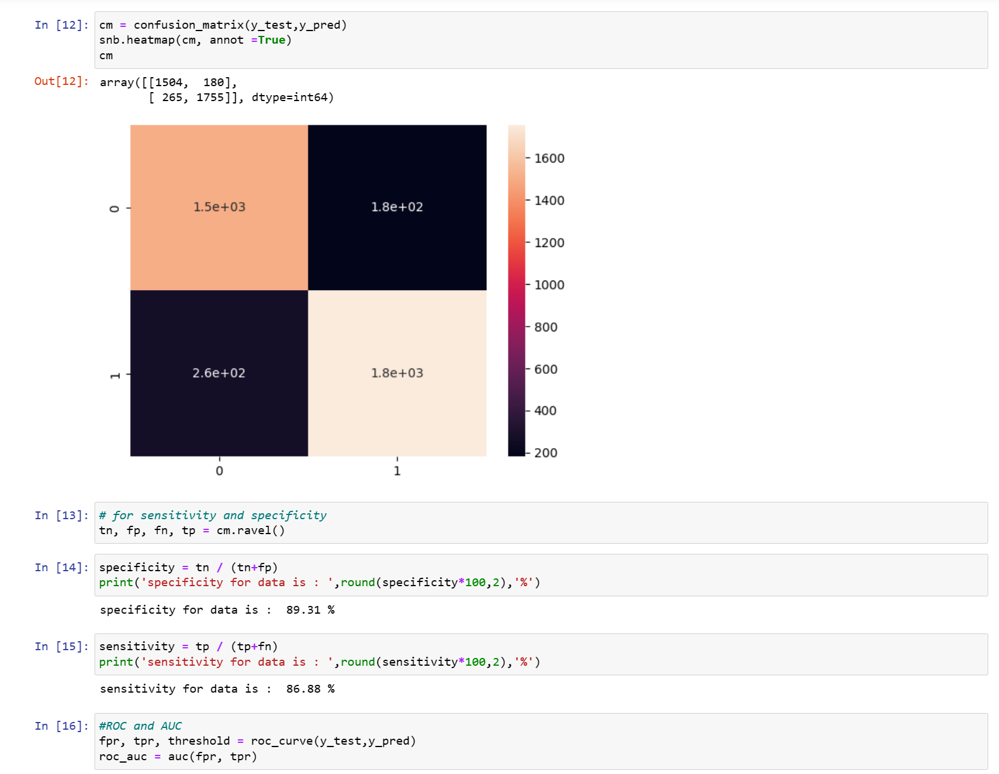 In [12]: cm = confusion_matrix(y_test,y_pred)
snb.heatmap(cm, annot =True)
cm
Out[12]: array([[1504,  180],
       [ 265, 1755]], dtype=int64)
0
1.5e+03
1.8e+02
1
2.6e+02
1.8e+03
0
1
1600
1400
1200
1000
800
600
400
200
In [13]: # for sensitivity and specificity
tn, fp, fn, tp = cm.ravel()
In [14]: specificity = tn / (tn+fp)
print('specificity for data is : ',round(specificity*100,2),'%')
specificity for data is :  89.31 %
In [15]: sensitivity = tp / (tp+fn)
print('sensitivity for data is : ',round(sensitivity*100,2),'%')
sensitivity for data is :  86.88 %
In [16]: #ROC and AUC
fpr, tpr, threshold = roc_curve(y_test,y_pred)
roc_auc = auc(fpr, tpr)